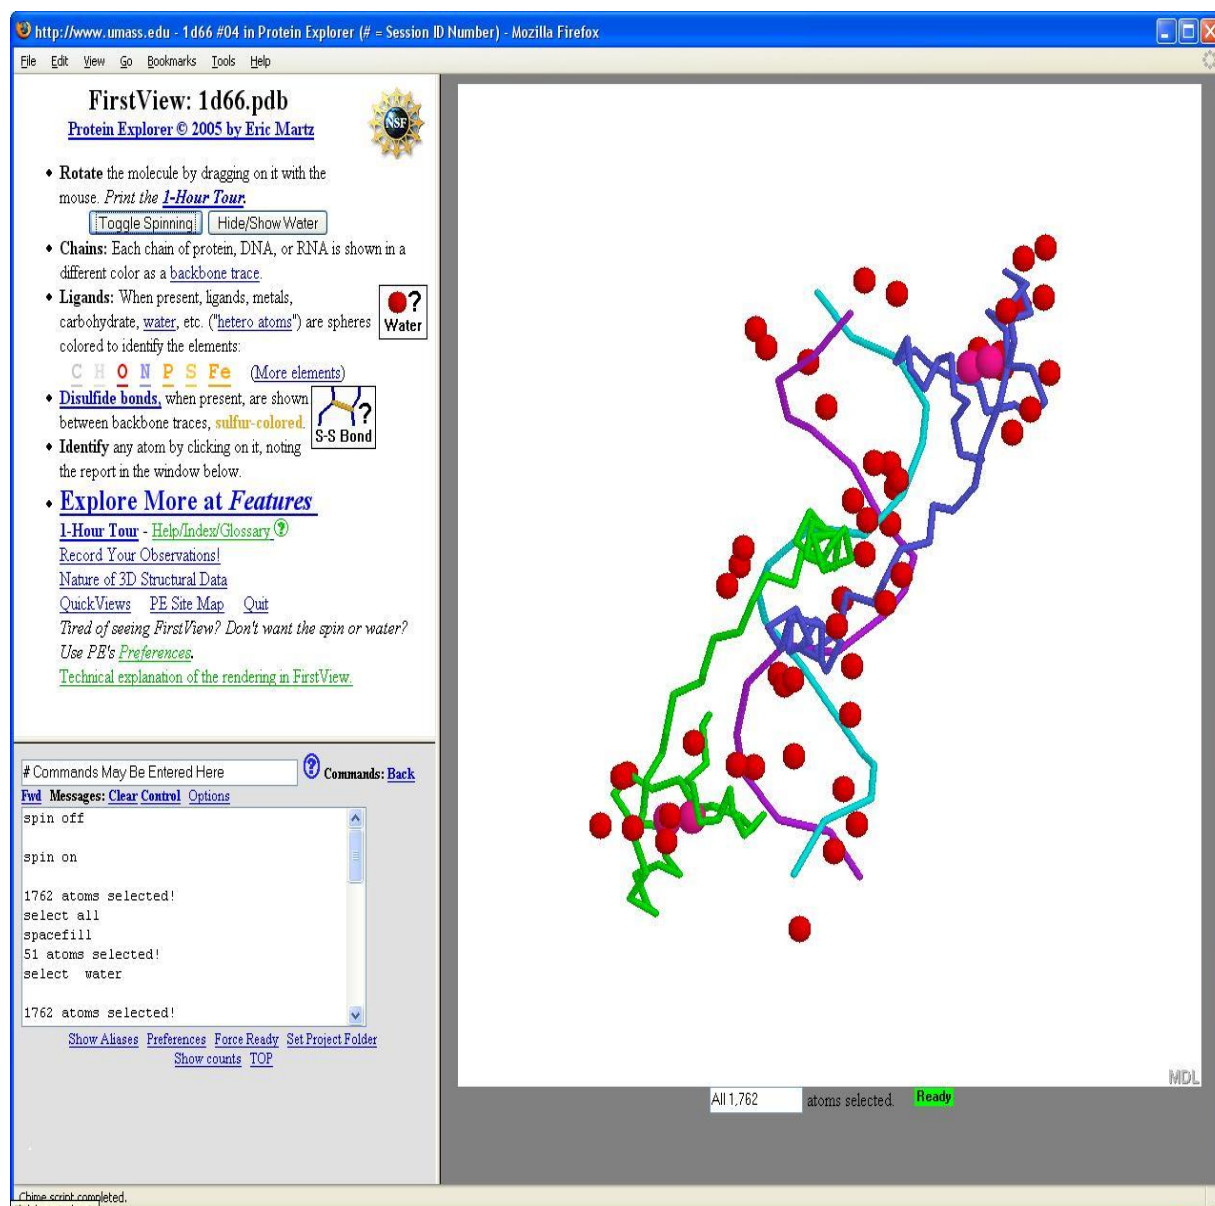 http://www.umass.edu - 1d66 #04 in Protein Explorer (# = Session ID Number) - Mozilla Firefox
File Edit View Go Bookmarks Tools Help
FirstView: 1d66.pdb
Protein Explorer © 2005 by Eric Martz
NSF
Rotate the molecule by dragging on it with the
mouse. Print the 1-Hour Tour.
Toggle Spinning Hide/Show Water
Chains: Each chain of protein, DNA, or RNA is shown in a
different color as a backbone trace.
Ligands: When present, ligands, metals,
carbohydrate, water, etc. ("hetero atoms") are spheres
colored to identify the elements:
? Water
C H O N P S Fe (More elements)
Disulfide bonds, when present, are shown
between backbone traces, sulfur-colored.
? S-S Bond
Identify any atom by clicking on it, noting
the report in the window below.
Explore More at Features
1-Hour Tour - Help/Index/Glossary ?
Record Your Observations!
Nature of 3D Structural Data
QuickViews PE Site Map Quit
Tired of seeing FirstView? Don't want the spin or water?
Use PE's Preferences.
Technical explanation of the rendering in FirstView.
# Commands May Be Entered Here ? Commands: Back
Fwd Messages: Clear Control Options
spin off
spin on
1762 atoms selected!
select all
spacefill
51 atoms selected!
select water
1762 atoms selected!
Show Aliases Preferences Force Ready Set Project Folder
Show counts TOP
MDL
All 1,762 atoms selected. Ready
Chime script completed.